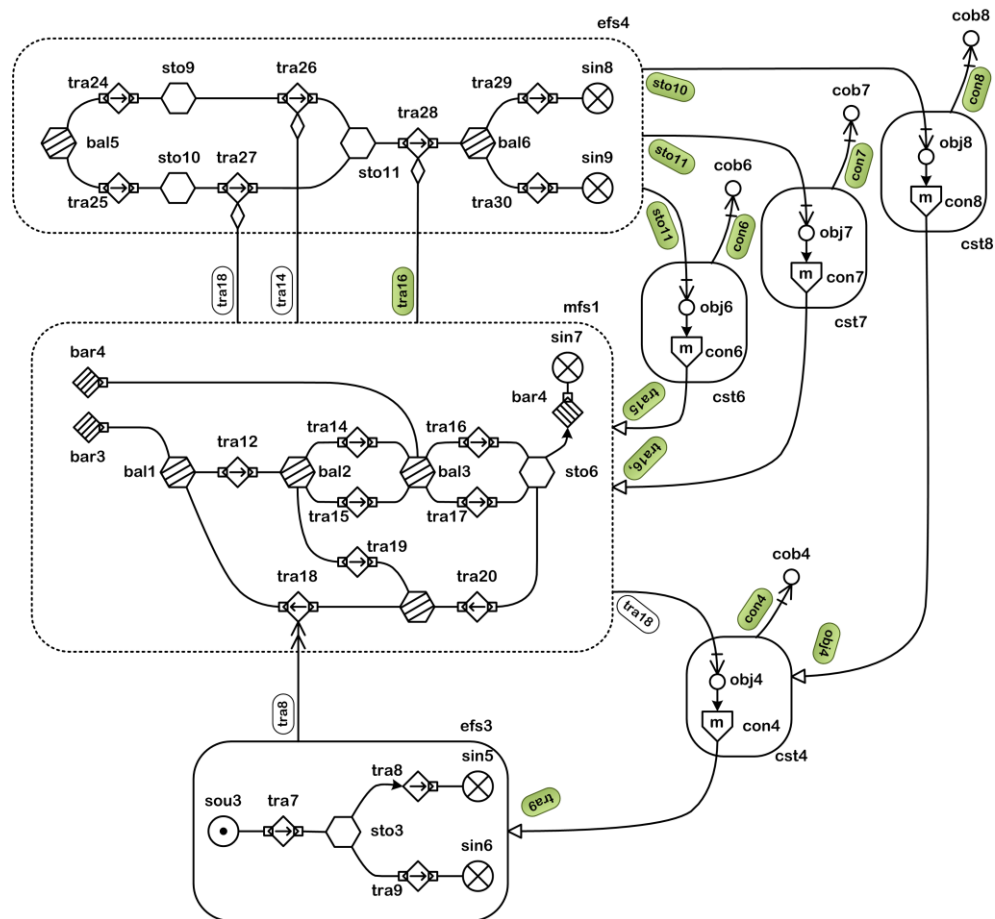 cob8
efs4
con8
sto9
tra24
tra26
sin8
tra29
sto10
cob7
tra28
con7
obj8
bal5
sto10
tra27
bal6
sto11
cob6
m
con8
sto11
sin9
tra25
tra30
sto11
con6
obj7
cst8
m
con7
tra18
tra14
tra16
mfs1
obj6
cst7
sin7
m
con6
bar4
bar4
cst6
tra15
bar3
tra12
tra14
tra16
tra16,
bal1
bal2
bal3
sto6
tra15
tra17
tra19
cob4
tra18
tra20
con4
tra18
obj4
obj4
tra8
m
con4
efs3
cst4
sin5
tra8
tra9
sou3
tra7
sto3
sin6
tra9